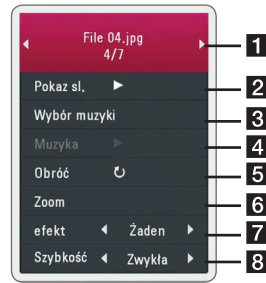 File 04.jpg 1
4/7
Pokaz sl. 2
Wybór muzyki 3
Muzyka 4
Obróć 5
Zoom 6
efekt Żaden 7
Szybkość Zwykła 8